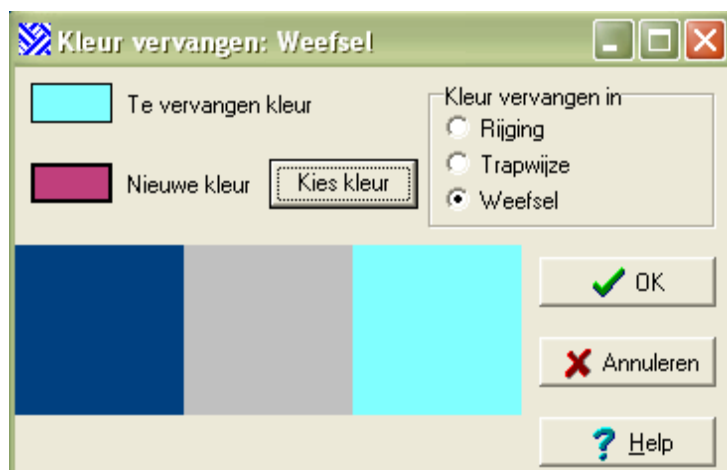 Kleur vervangen: Weefsel
Te vervangen kleur
Nieuwe kleur
Kies kleur
Kleur vervangen in
Rijging
Trapwijze
Weefsel
OK
Annuleren
Help